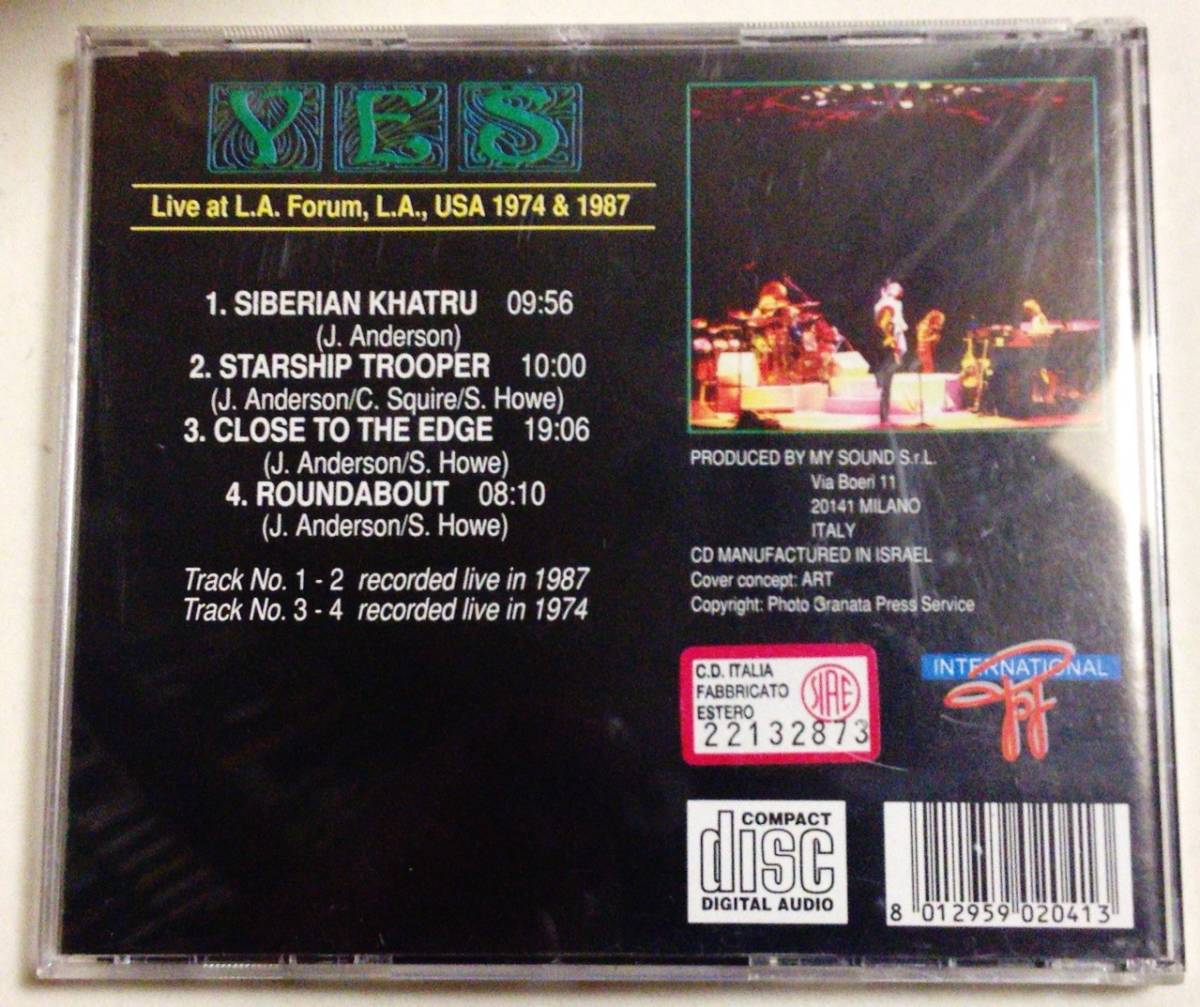 YES
Live at L.A. Forum, L.A., USA 1974 & 1987
1. SIBERIAN KHATRU 09:56
(J. Anderson)
2. STARSHIP TROOPER 10:00
(J. Anderson/C. Squire/S. Howe)
3. CLOSE TO THE EDGE 19:06
(J. Anderson/S. Howe)
4. ROUNDABOUT 08:10
(J. Anderson/S. Howe)
Track No. 1 - 2 recorded live in 1987
Track No. 3 - 4 recorded live in 1974
PRODUCED BY MY SOUND S.r.L.
Via Boeri 11
20141 MILANO
ITALY
CD MANUFACTURED IN ISRAEL
Cover concept: ART
Copyright: Photo Granata Press Service
C.D. ITALIA
FABBRICATO
ESTERO
SIAE
22132873
INTERNATIONAL
COMPACT
disc
DIGITAL AUDIO
8 012959 020413